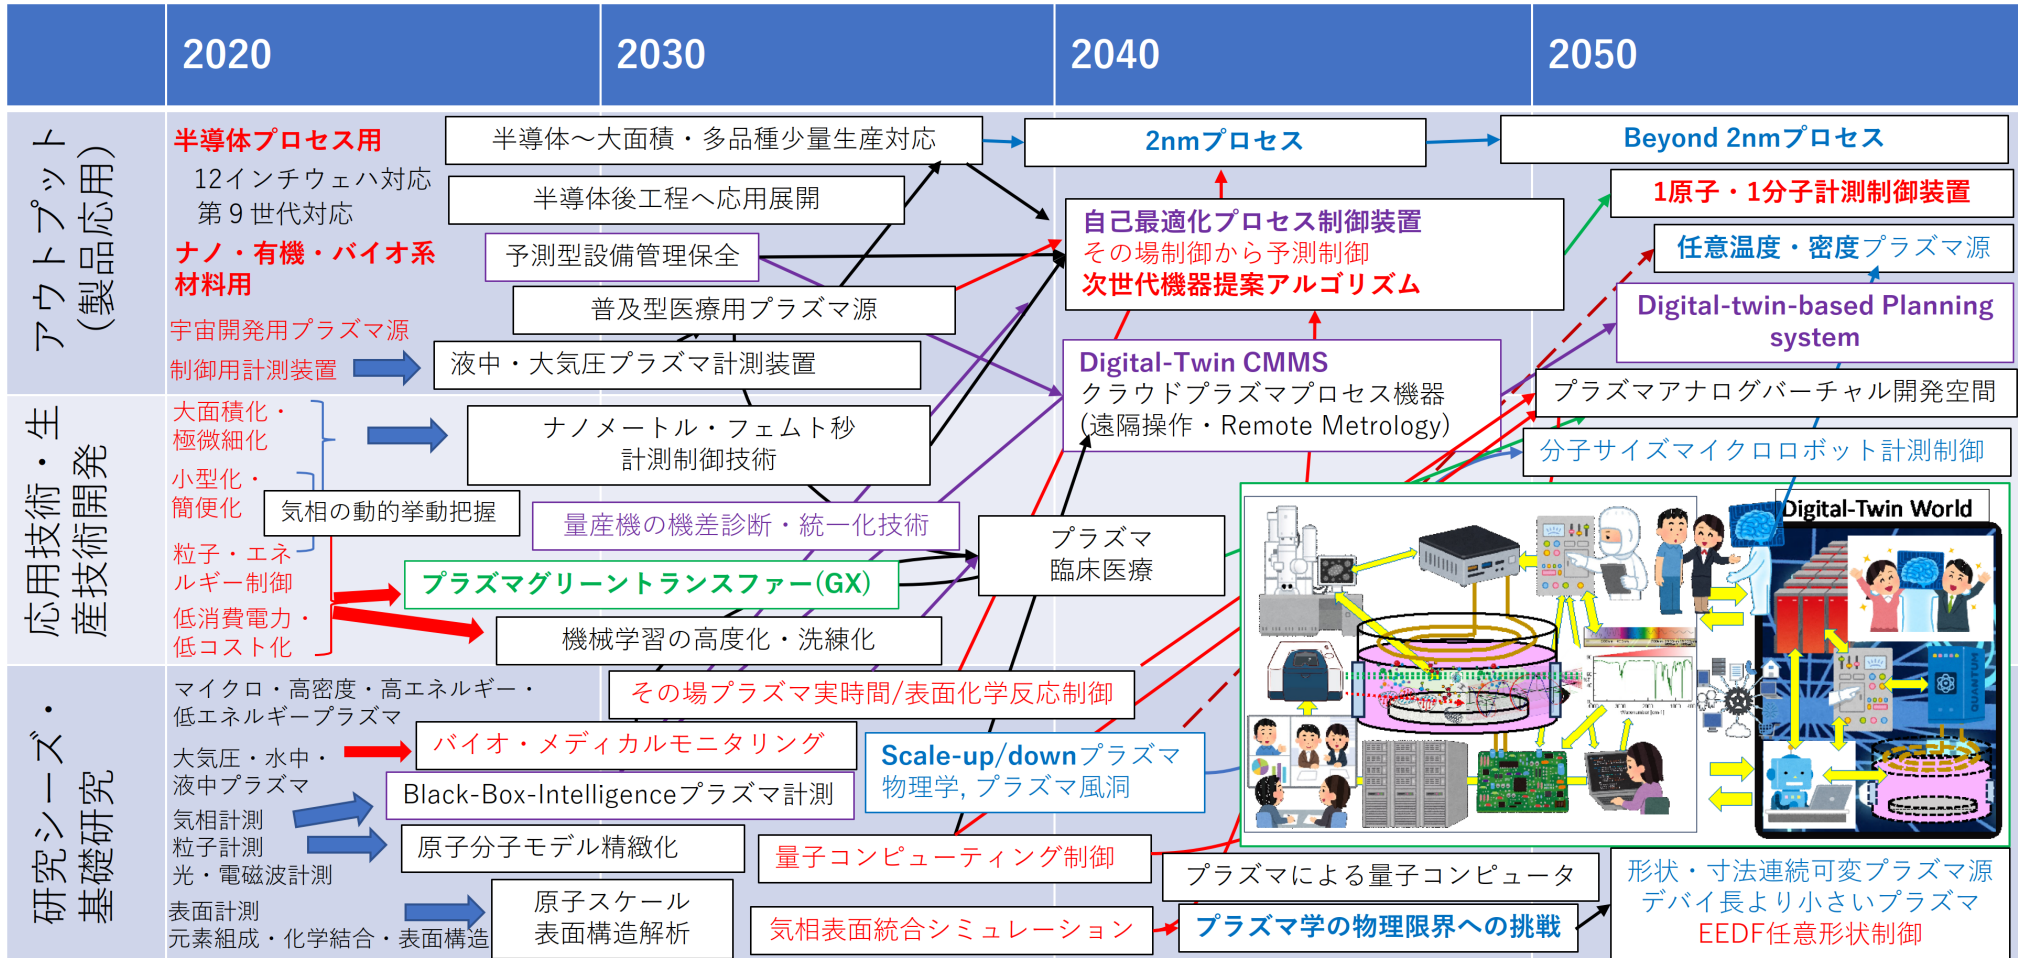 2020
2030
2040
2050
アウトプット
(製品応用)
半導体プロセス用
12インチウェハ対応
第９世代対応
ナノ・有機・バイオ系
材料用
宇宙開発用プラズマ源
制御用計測装置
半導体～大面積・多品種少量生産対応
半導体後工程へ応用展開
予測型設備管理保全
普及型医療用プラズマ源
液中・大気圧プラズマ計測装置
2nmプロセス
自己最適化プロセス制御装置
その場制御から予測制御
次世代機器提案アルゴリズム
Digital-Twin CMMS
クラウドプラズマプロセス機器
(遠隔操作・Remote Metrology)
Beyond 2nmプロセス
1原子・1分子計測制御装置
任意温度・密度プラズマ源
Digital-twin-based Planning
system
プラズマアナログバーチャル開発空間
分子サイズマイクロロボット計測制御
応用技術・生
産技術開発
大面積化・
極微細化
小型化・
簡便化
粒子・エネ
ルギー制御
低消費電力・
低コスト化
ナノメートル・フェムト秒
計測制御技術
気相の動的挙動把握
量産機の機差診断・統一化技術
プラズマグリーントランスファー(GX)
機械学習の高度化・洗練化
プラズマ
臨床医療
Digital-Twin World
QUANTUM
研究シーズ・
基礎研究
マイクロ・高密度・高エネルギー・
低エネルギープラズマ
大気圧・水中・
液中プラズマ
気相計測
粒子計測
光・電磁波計測
表面計測
元素組成・化学結合・表面構造
その場プラズマ実時間/表面化学反応制御
バイオ・メディカルモニタリング
Black-Box-Intelligenceプラズマ計測
原子分子モデル精緻化
原子スケール
表面構造解析
Scale-up/downプラズマ
物理学, プラズマ風洞
量子コンピューティング制御
気相表面統合シミュレーション
プラズマによる量子コンピュータ
プラズマ学の物理限界への挑戦
形状・寸法連続可変プラズマ源
デバイ長より小さいプラズマ
EEDF任意形状制御